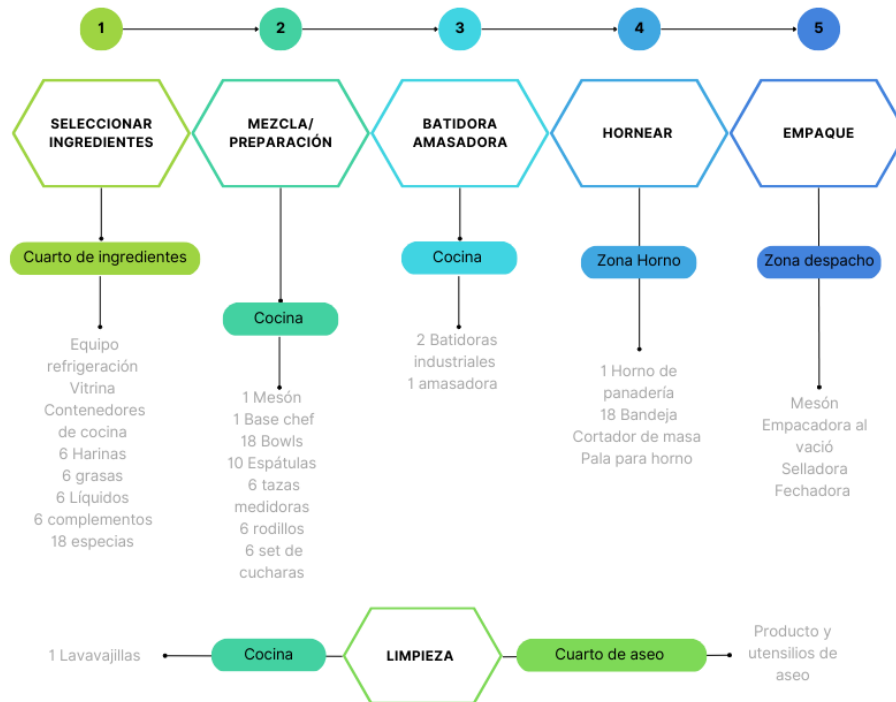 1
2
3
4
5
SELECCIONAR
INGREDIENTES
MEZCLA/
PREPARACIÓN
BATIDORA
AMASADORA
HORNEAR
EMPAQUE
Cuarto de ingredientes
Cocina
Cocina
Zona Horno
Zona despacho
Equipo
refrigeración
Vitrina
Contenedores
de cocina
6 Harinas
6 grasas
6 Líquidos
6 complementos
18 especias
1 Mesón
1 Base chef
18 Bowls
10 Espátulas
6 tazas
medidoras
6 rodillos
6 set de
cucharas
2 Batidoras
industriales
1 amasadora
1 Horno de
panadería
18 Bandeja
Cortador de masa
Pala para horno
Mesón
Empacadora al
vació
Selladora
Fechadora
1 Lavavajillas
Cocina
LIMPIEZA
Cuarto de aseo
Producto y
utensilios de
aseo